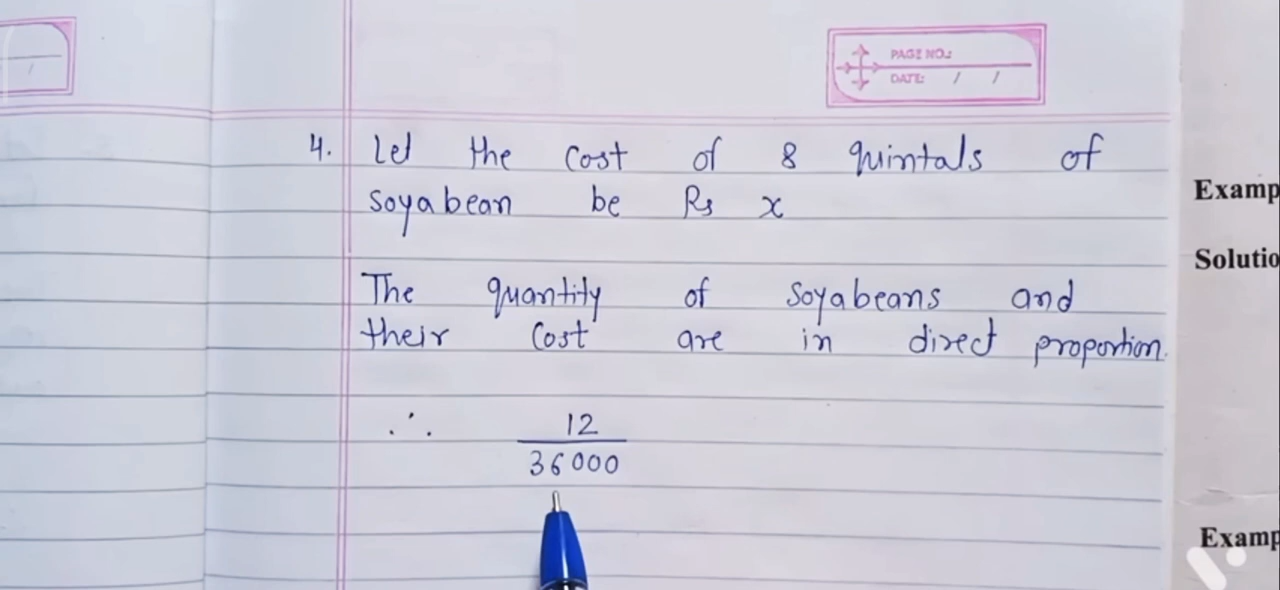 PAGE NO.:
DATE: / /
4. Let the cost of 8 quintals of
soyabean be Rs x
The quantity of soyabeans and
their cost are in direct proportion.
∴ 12
36000
Examp
Solutio
Examp